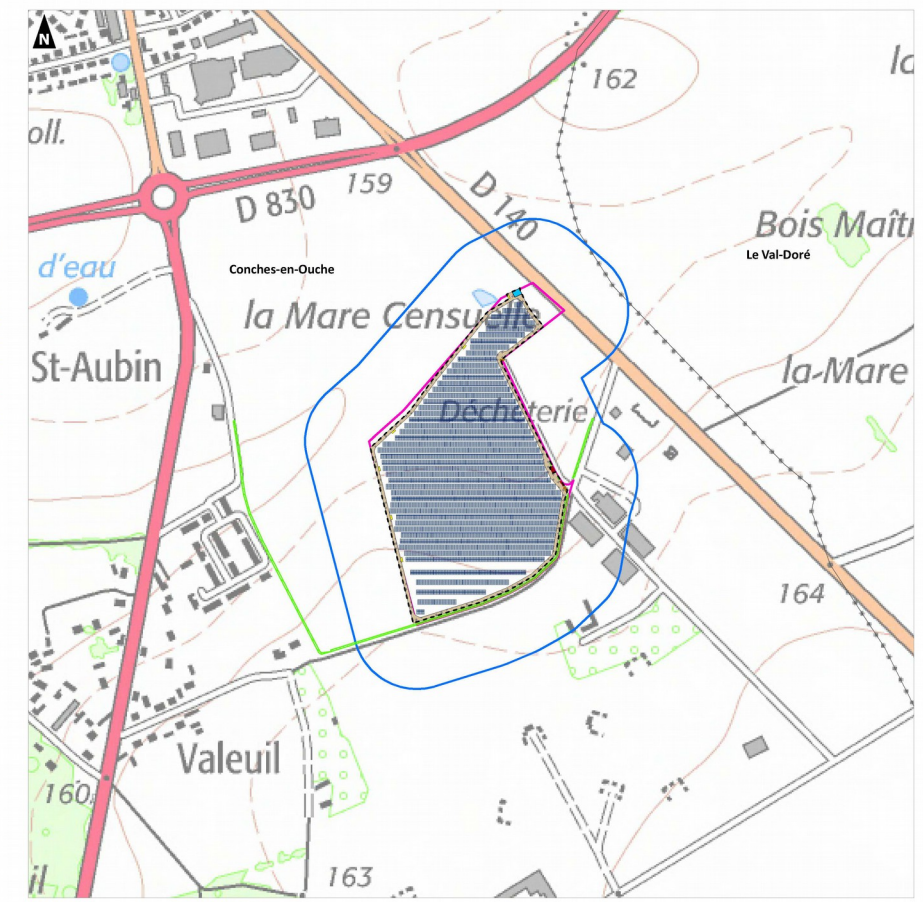 N
162
la
oll.
159
D 830
D 140
Bois Maîtr
Le Val-Doré
d'eau
Conches-en-Ouche
la Mare Censuelle
St-Aubin
la-Mare
Déchèterie
164
Valeuil
160
il
163